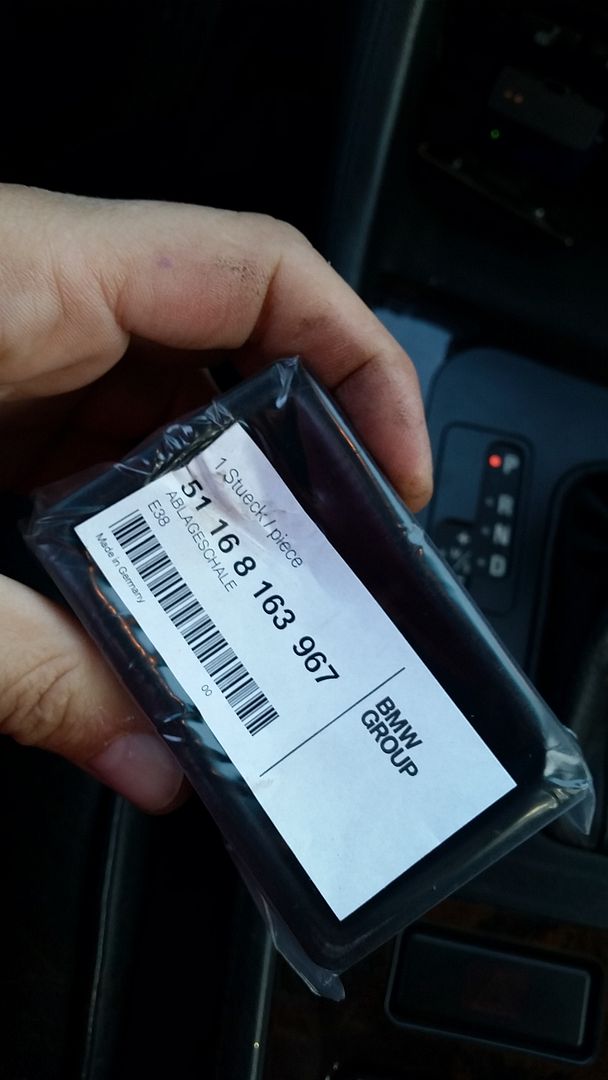 1 Stueck / piece
51 16 8 163 967
ABLAGESCHALE
E38
Made in Germany
00
BMW
GROUP
P
R
N
D